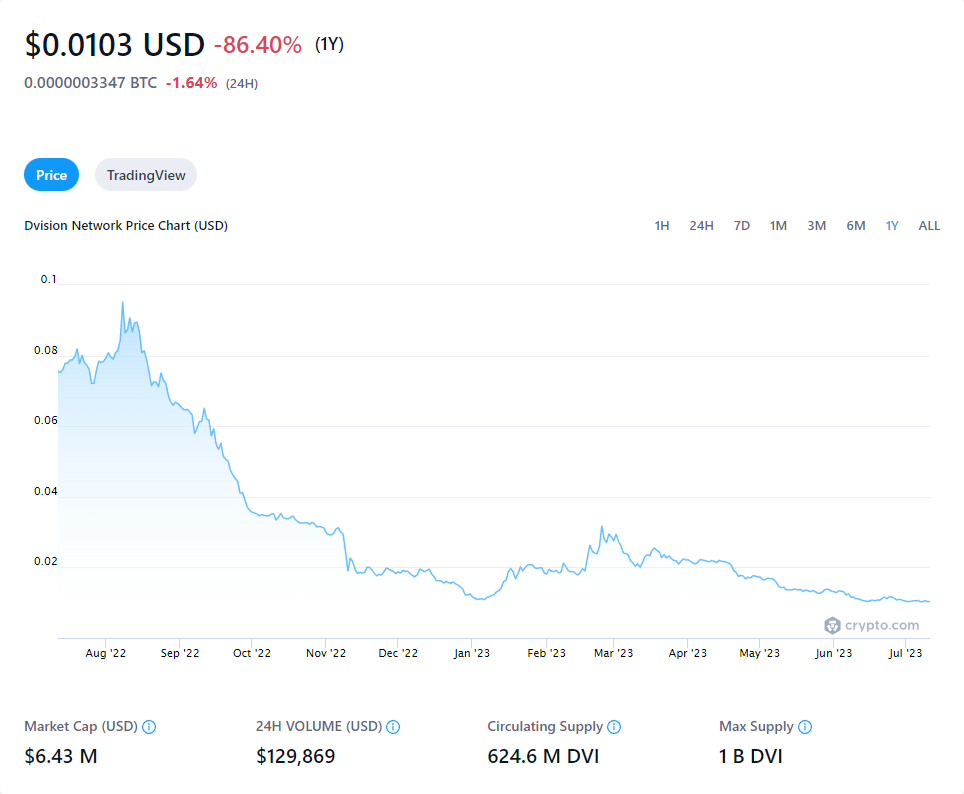 $0.0103 USD -86.40% (1Y)
0.0000003347 BTC -1.64% (24H)
Price TradingView
Dvision Network Price Chart (USD) 1H 24H 7D 1M 3M 6M 1Y ALL
0.1
0.08
0.06
0.04
0.02
crypto.com
Aug '22 Sep '22 Oct '22 Nov '22 Dec '22 Jan '23 Feb '23 Mar '23 Apr '23 May '23 Jun '23 Jul '23
Market Cap (USD) 24H VOLUME (USD) Circulating Supply Max Supply
$6.43 M $129,869 624.6 M DVI 1 B DVI